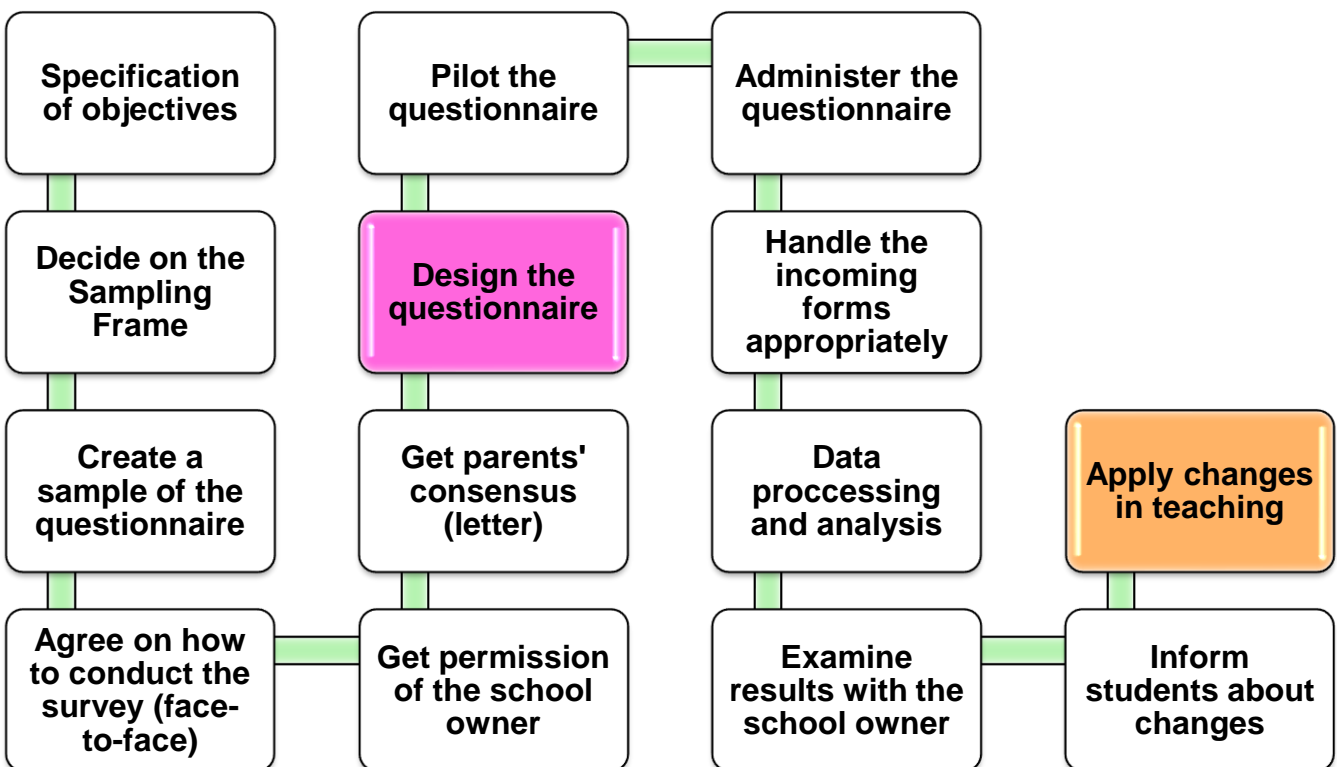 Specification
of objectives
Decide on the
Sampling
Frame
Create a
sample of the
questionnaire
Agree on how
to conduct the
survey (face-
to-face)
Get permission
of the school
owner
Get parents'
consensus
(letter)
Design the
questionnaire
Pilot the
questionnaire
Administer the
questionnaire
Handle the
incoming
forms
appropriately
Data
proccessing
and analysis
Examine
results with the
school owner
Inform
students about
changes
Apply changes
in teaching